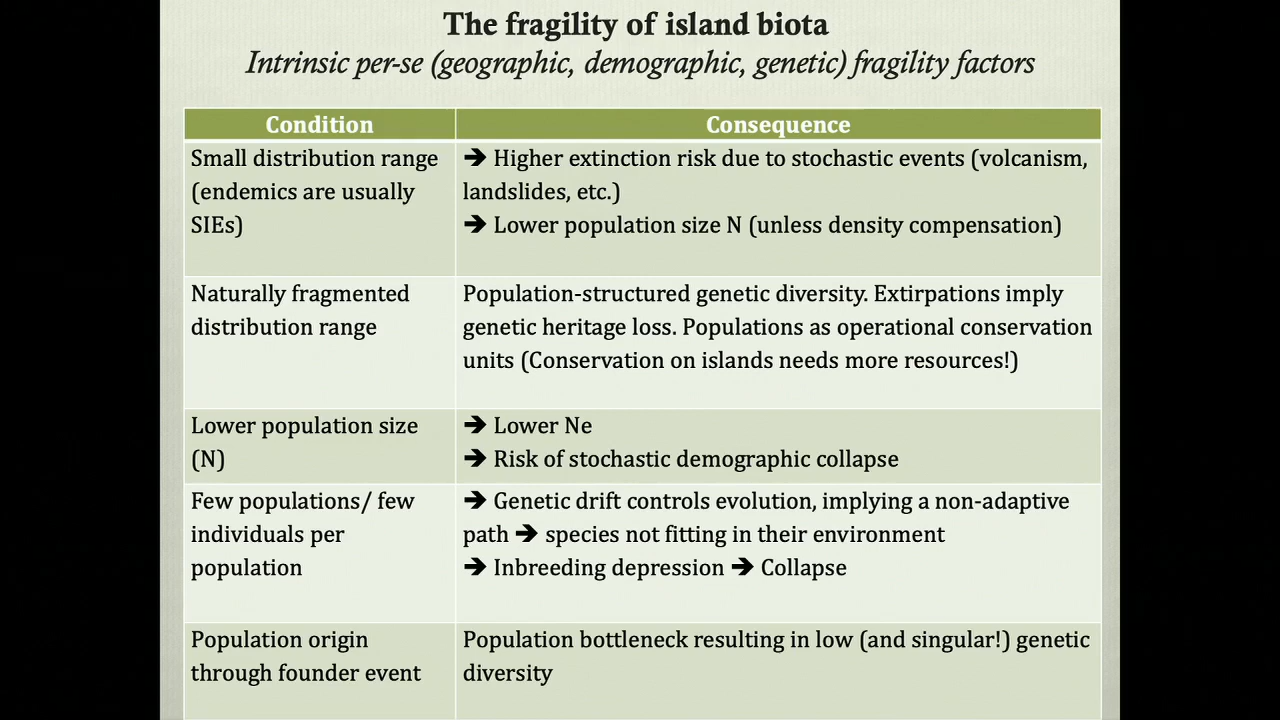 The fragility of island biota
Intrinsic per-se (geographic, demographic, genetic) fragility factors
Condition
Consequence
Small distribution range
(endemics are usually
SIEs)
➔ Higher extinction risk due to stochastic events (volcanism,
landslides, etc.)
➔ Lower population size N (unless density compensation)
Naturally fragmented
distribution range
Population-structured genetic diversity. Extirpations imply
genetic heritage loss. Populations as operational conservation
units (Conservation on islands needs more resources!)
Lower population size
(N)
➔ Lower Ne
➔ Risk of stochastic demographic collapse
Few populations/ few
individuals per
population
➔ Genetic drift controls evolution, implying a non-adaptive
path ➔ species not fitting in their environment
➔ Inbreeding depression ➔ Collapse
Population origin
through founder event
Population bottleneck resulting in low (and singular!) genetic
diversity